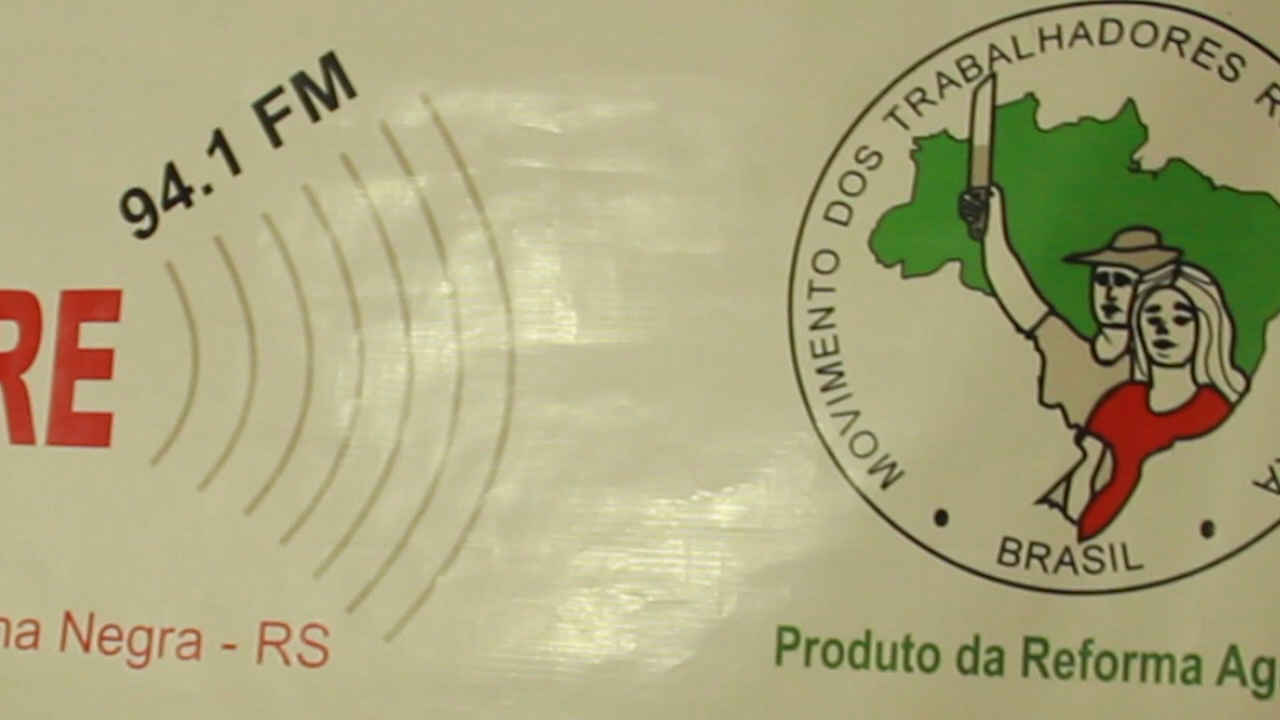 94.1 FM
RE
na Negra - RS
MOVIMENTO DOS TRABALHADORES R
A
BRASIL
Produto da Reforma Ag